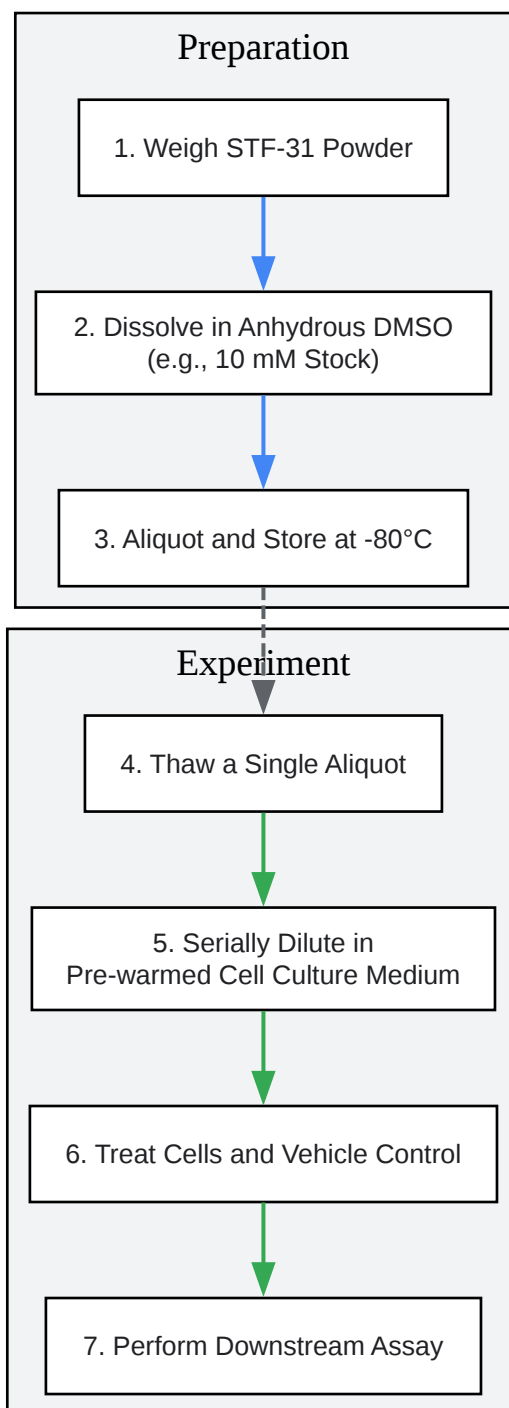 Preparation
1. Weigh STF-31 Powder
2. Dissolve in Anhydrous DMSO
(e.g., 10 mM Stock)
3. Aliquot and Store at -80°C
Experiment
4. Thaw a Single Aliquot
5. Serially Dilute in
Pre-warmed Cell Culture Medium
6. Treat Cells and Vehicle Control
7. Perform Downstream Assay